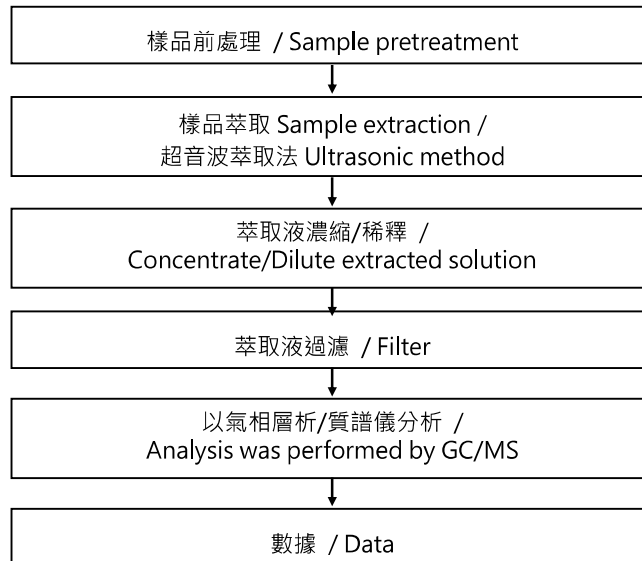 樣品前處理 / Sample pretreatment
樣品萃取 Sample extraction /
超音波萃取法 Ultrasonic method
萃取液濃縮/稀釋 /
Concentrate/Dilute extracted solution
萃取液過濾 / Filter
以氣相層析/質譜儀分析 /
Analysis was performed by GC/MS
數據 / Data